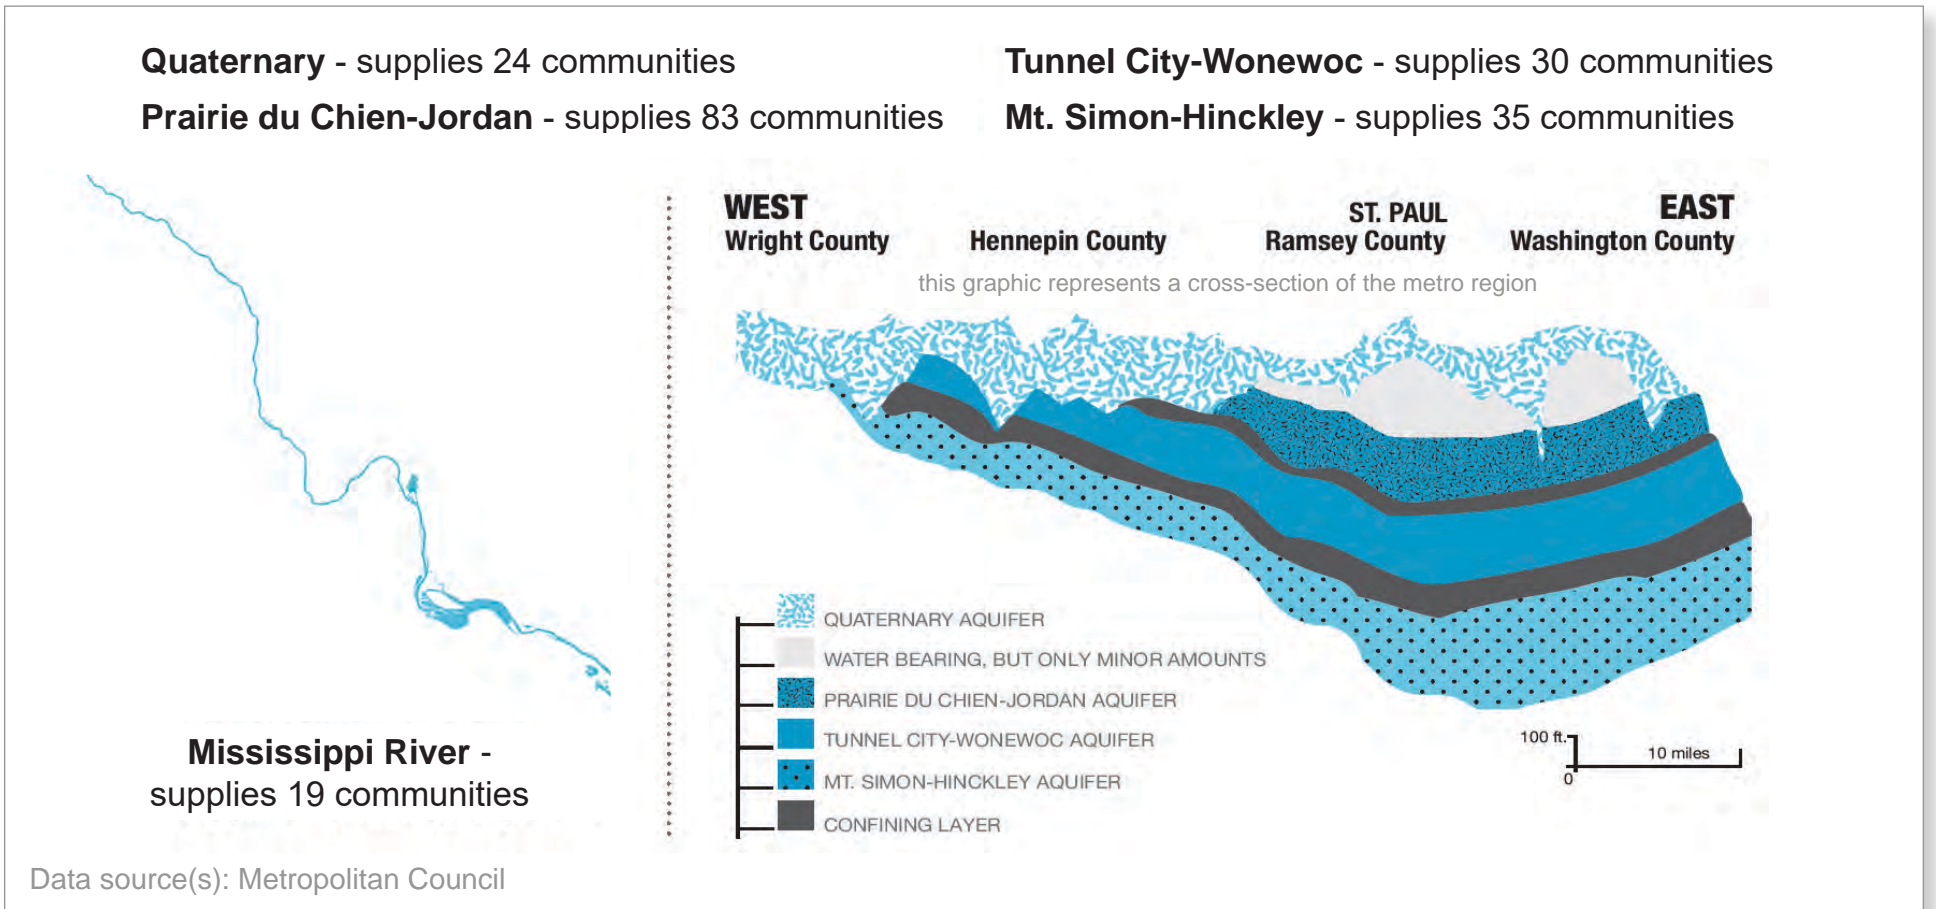 Quaternary - supplies 24 communities
Prairie du Chien-Jordan - supplies 83 communities
Tunnel City-Wonewoc - supplies 30 communities
Mt. Simon-Hinckley - supplies 35 communities
Mississippi River -
supplies 19 communities
WEST
Wright County
Hennepin County
ST. PAUL
Ramsey County
EAST
Washington County
this graphic represents a cross-section of the metro region
QUATERNARY AQUIFER
WATER BEARING, BUT ONLY MINOR AMOUNTS
PRAIRIE DU CHIEN-JORDAN AQUIFER
TUNNEL CITY-WONEWOC AQUIFER
MT. SIMON-HINCKLEY AQUIFER
CONFINING LAYER
100 ft.
0
10 miles
Data source(s): Metropolitan Council